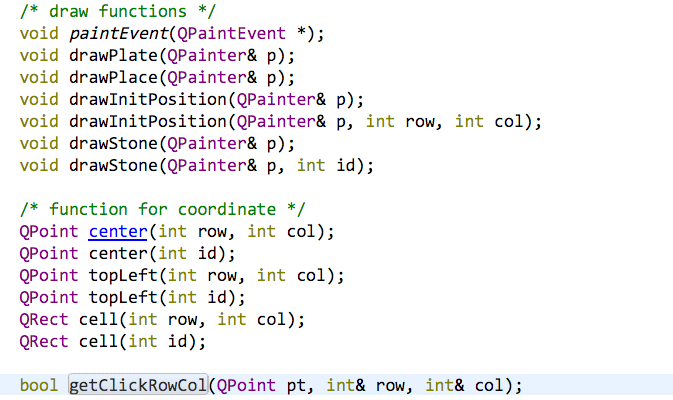 /* draw functions */
void paintEvent(QPaintEvent *);
void drawPlate(QPainter& p);
void drawPlace(QPainter& p);
void drawInitPosition(QPainter& p);
void drawInitPosition(QPainter& p, int row, int col);
void drawStone(QPainter& p);
void drawStone(QPainter& p, int id);
/* function for coordinate */
QPoint center(int row, int col);
QPoint center(int id);
QPoint topLeft(int row, int col);
QPoint topLeft(int id);
QRect cell(int row, int col);
QRect cell(int id);
bool getClickRowCol(QPoint pt, int& row, int& col);